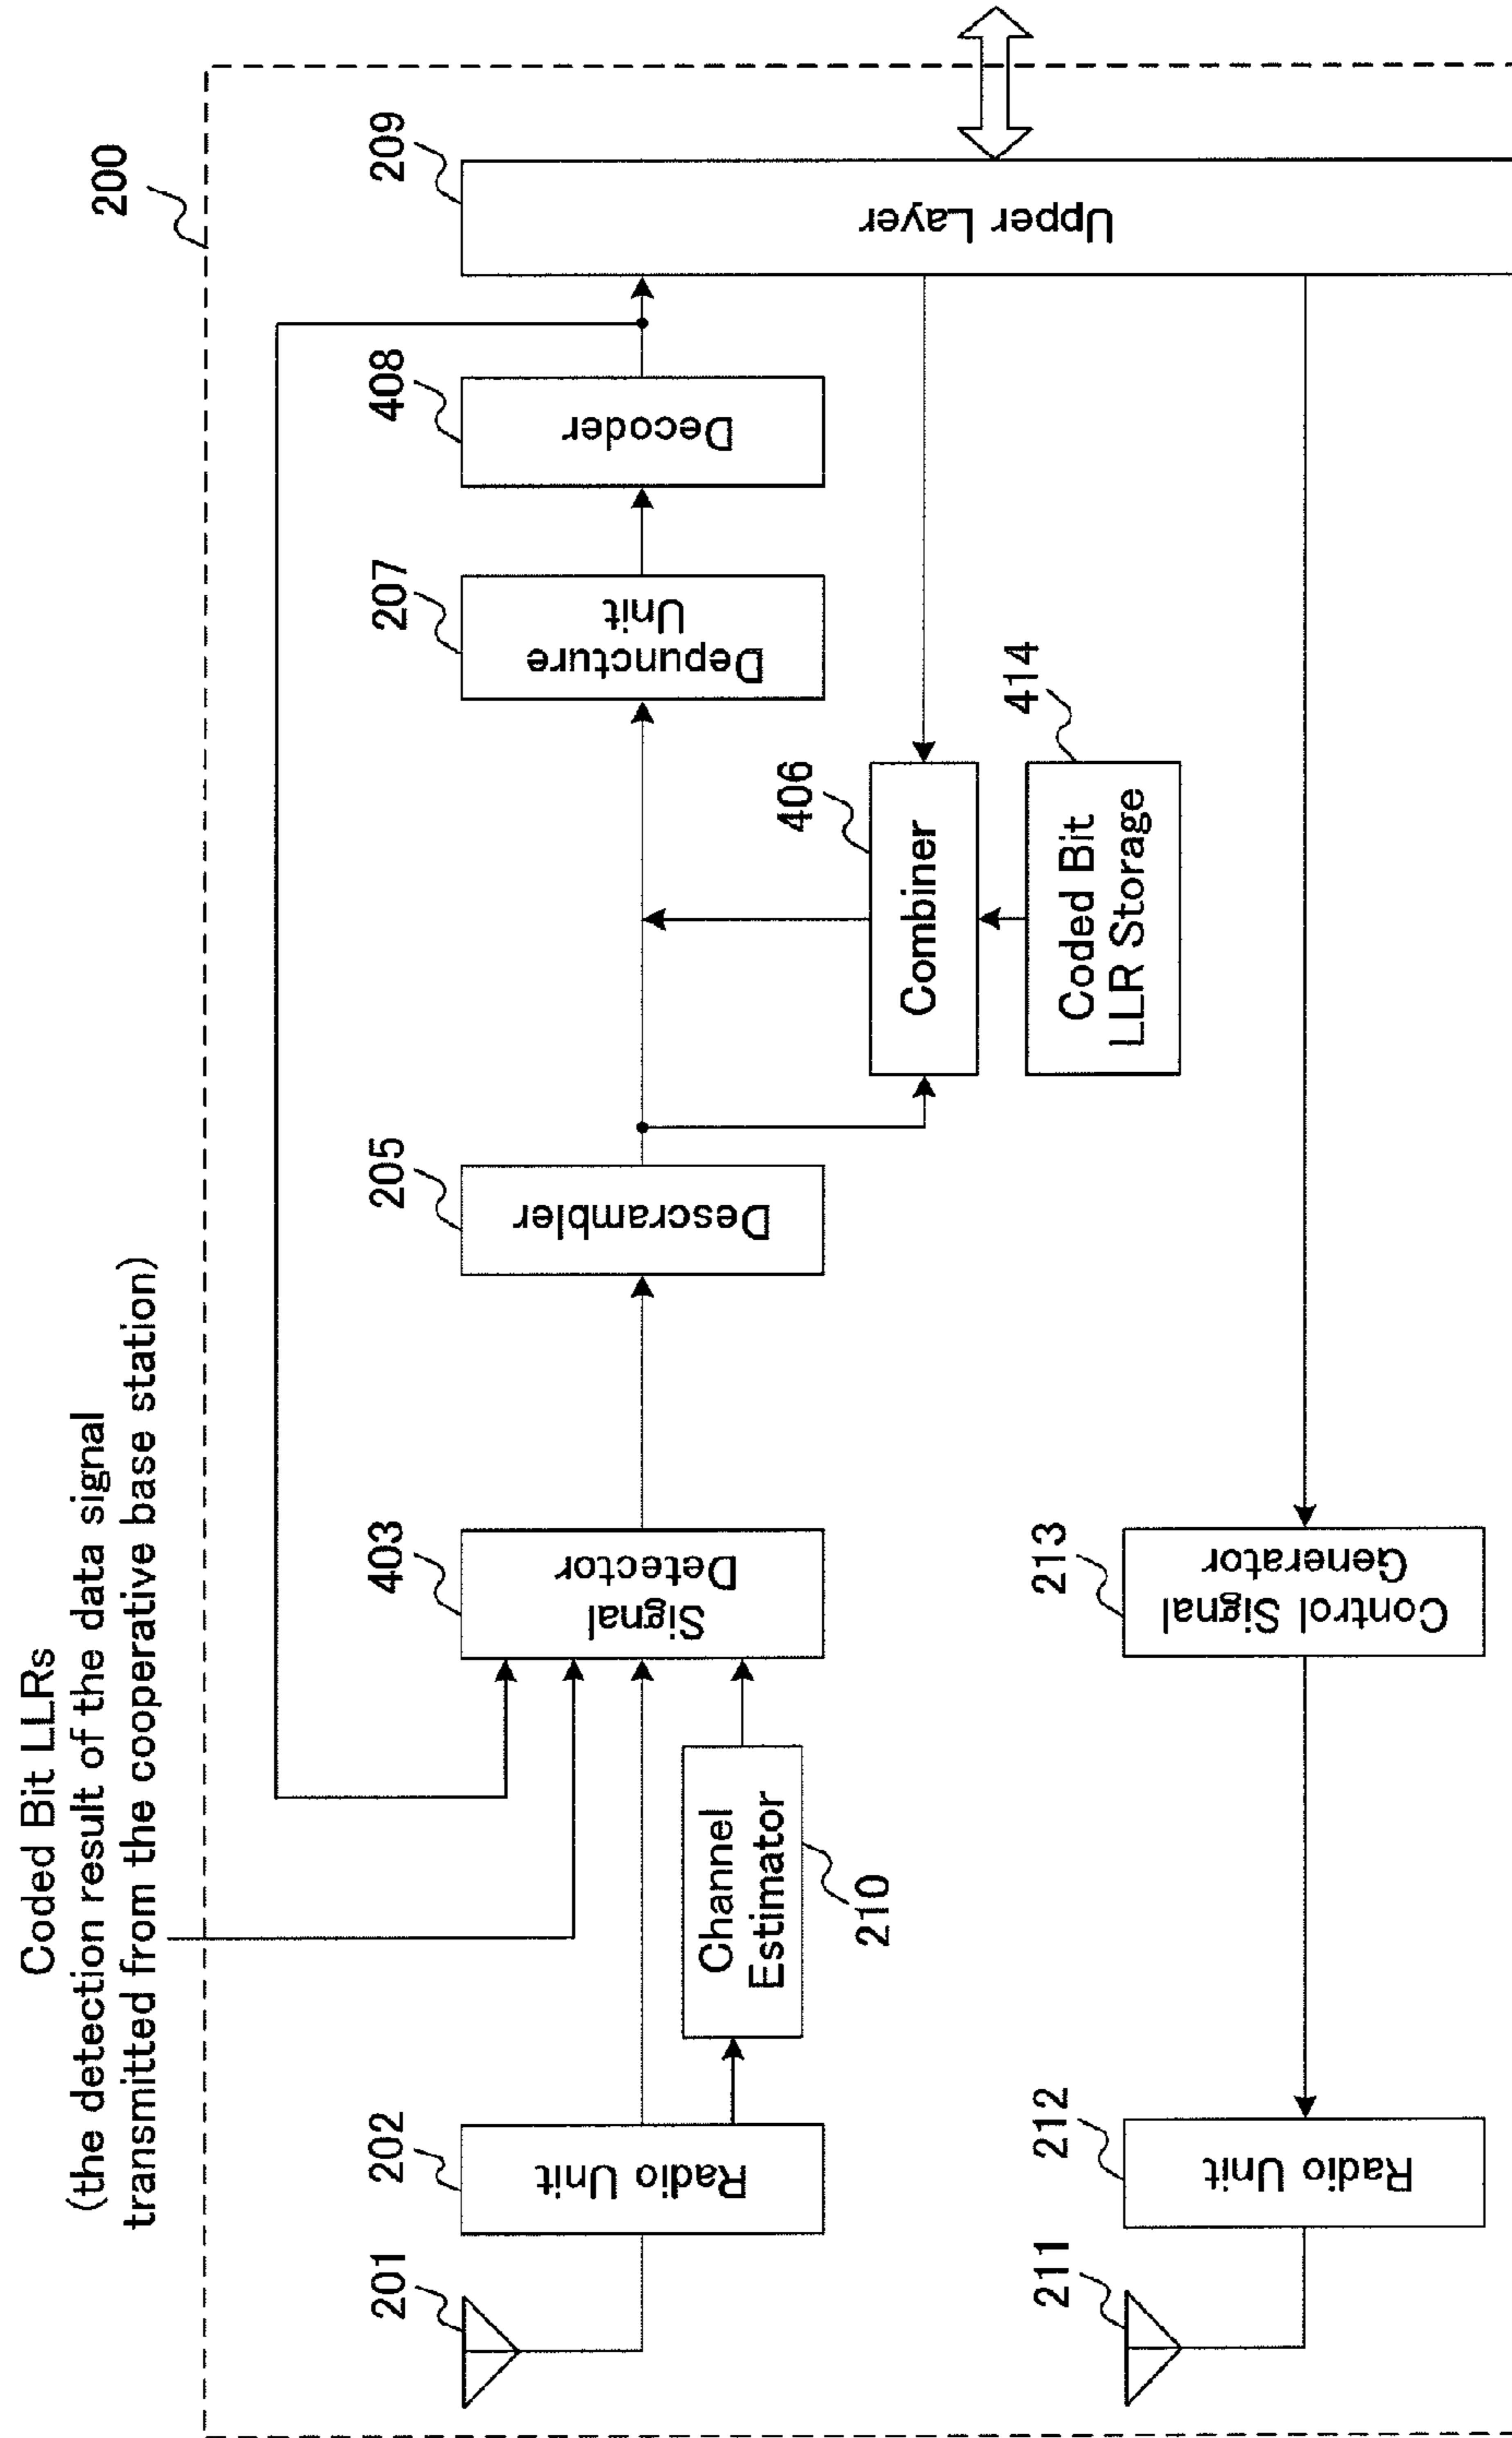 Coded Bit LLRs
(the detection result of the data signal
transmitted from the cooperative base station)
200
201
202
Radio Unit
Channel
Estimator
210
403
Signal
Detector
205
Descrambler
406
Combiner
414
Coded Bit
LLR Storage
207
Depuncture
Unit
408
Decoder
209
Upper Layer
211
212
Radio Unit
213
Control Signal
Generator